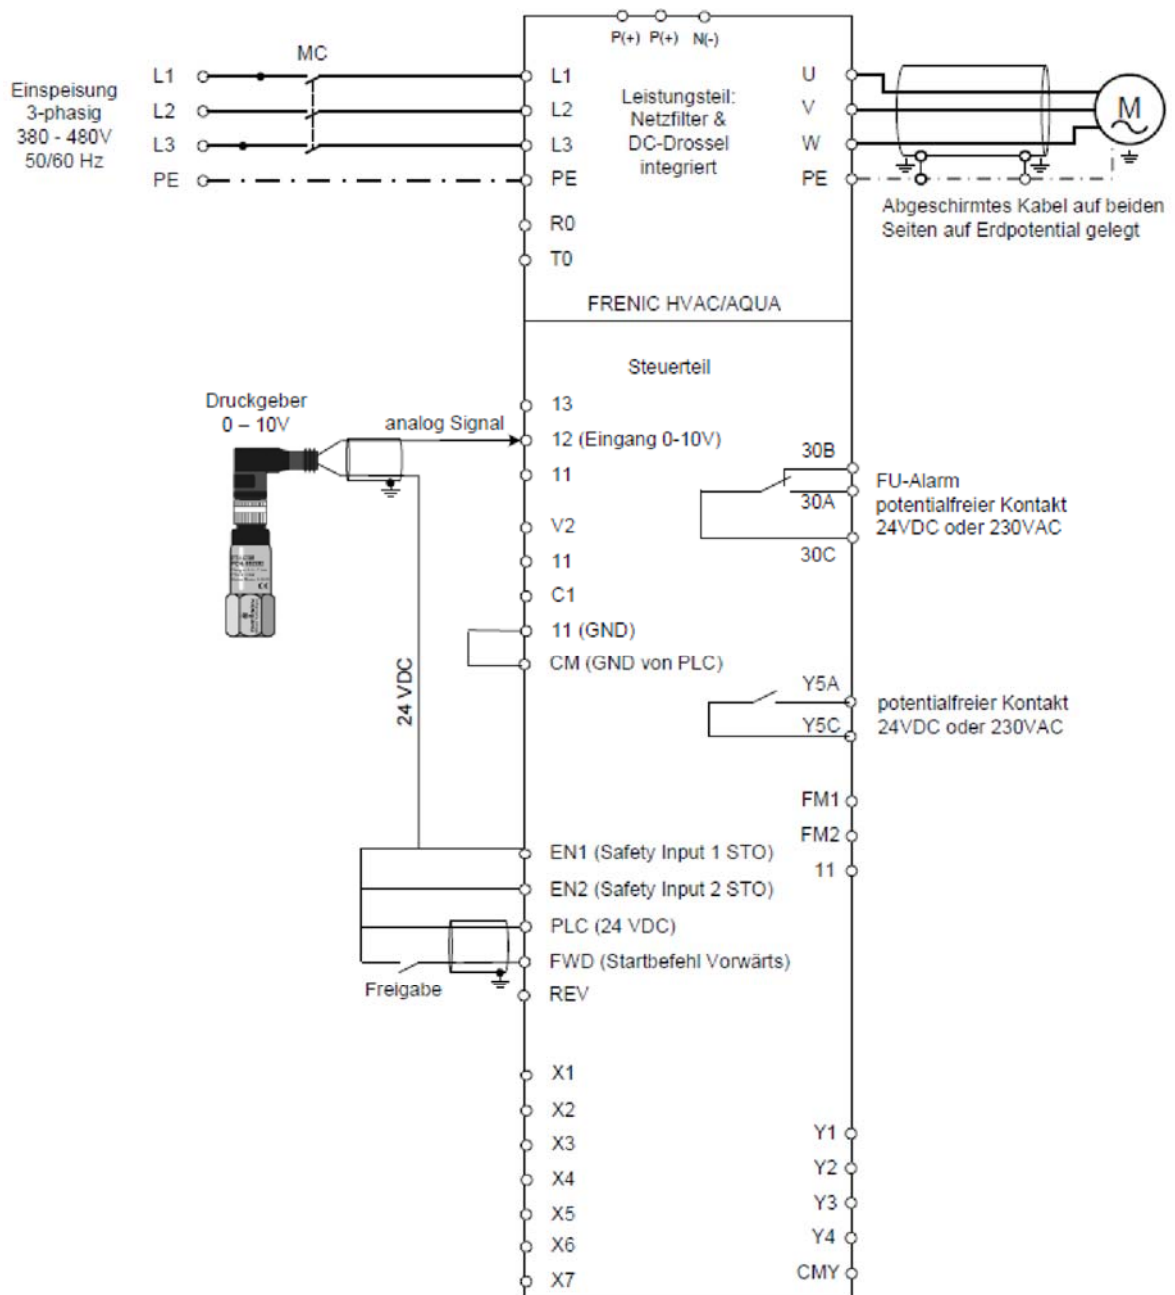 P(+) P(+) N(-)
MC
Einspeisung
3-phasig
380 - 480V
50/60 Hz
L1
L2
L3
PE
L1
L2
L3
PE
R0
T0
Leistungsteil:
Netzfilter &
DC-Drossel
integriert
U
V
W
PE
M
Abgeschirmtes Kabel auf beiden
Seiten auf Erdpotential gelegt
FRENIC HVAC/AQUA
Steuerteil
Druckgeber
0 – 10V
analog Signal
24 VDC
13
12 (Eingang 0-10V)
11
V2
11
C1
11 (GND)
CM (GND von PLC)
30B
30A
30C
FU-Alarm
potentialfreier Kontakt
24VDC oder 230VAC
Y5A
Y5C
potentialfreier Kontakt
24VDC oder 230VAC
FM1
FM2
11
EN1 (Safety Input 1 STO)
EN2 (Safety Input 2 STO)
PLC (24 VDC)
FWD (Startbefehl Vorwärts)
REV
Freigabe
X1
X2
X3
X4
X5
X6
X7
Y1
Y2
Y3
Y4
CMY